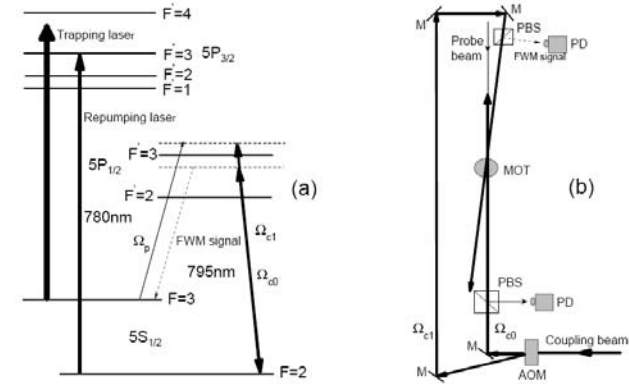 F'=4
Trapping laser
F'=3 5P3/2
F'=2
F'=1
Repumping laser
F'=3
5P1/2
F'=2
(a)
780nm
Ωp
FWM signal
795nm
Ωc1
Ωc0
F=3
5S1/2
F=2
M
M
PBS
Probe
beam
PD
FWM signal
MOT
(b)
PBS
PD
Ωc1
Ωc0
Coupling beam
M
AOM
M